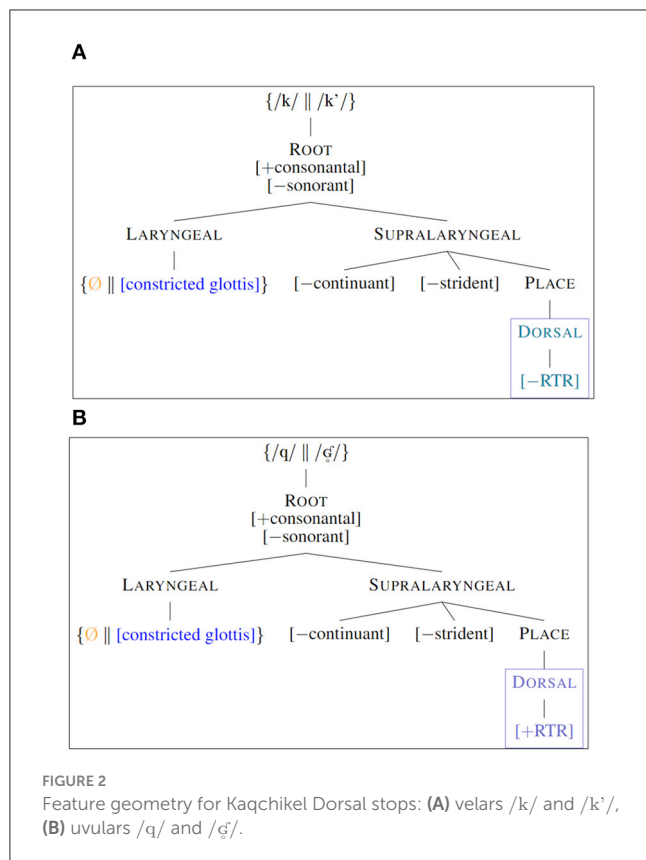 A
{/k/ ‖ /k’/}
ROOT
[+consonantal]
[−sonorant]
LARYNGEAL SUPRALARYNGEAL
{Ø ‖ [constricted glottis]} [−continuant] [−strident] PLACE
DORSAL
[−RTR]
B
{/q/ ‖ /ʛ̥/}
ROOT
[+consonantal]
[−sonorant]
LARYNGEAL SUPRALARYNGEAL
{Ø ‖ [constricted glottis]} [−continuant] [−strident] PLACE
DORSAL
[+RTR]
FIGURE 2
Feature geometry for Kaqchikel Dorsal stops: (A) velars /k/ and /k’/,
(B) uvulars /q/ and /ʛ̥/.